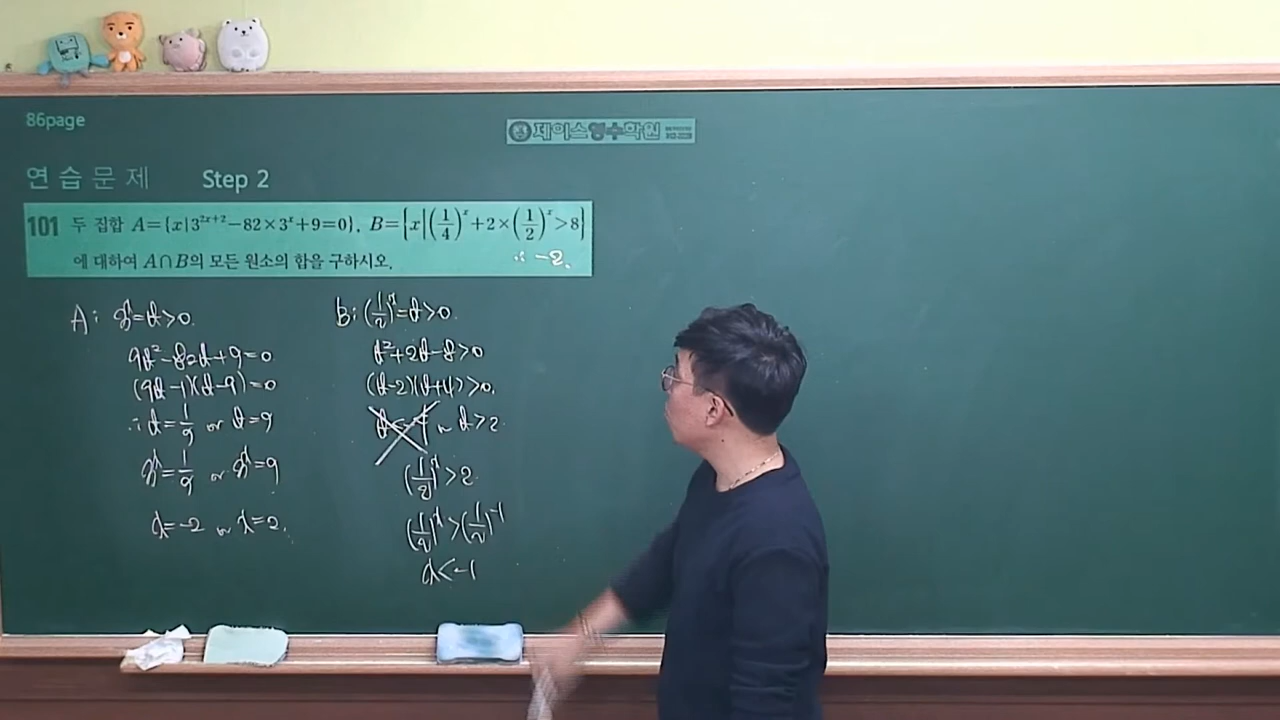 86page
제이스영수학원
연습문제 Step 2
101 두 집합 A={x|3^{2x+2}-82×3^x+9=0}, B={x|(1/4)^x+2×(1/2)^x>8}
에 대하여 A∩B의 모든 원소의 합을 구하시오.
∴ -2.
A: 3^x=t>0.
9t²-82t+9=0
(9t-1)(t-9)=0
∴ t=1/9 or t=9
3^x=1/9 or 3^x=9
x=-2 or x=2.
B: (1/2)^x=t>0.
t²+2t-8>0
(t-2)(t+4)>0.
t<-4 or t>2.
(1/2)^x>2.
(1/2)^x>(1/2)^{-1}
x<-1